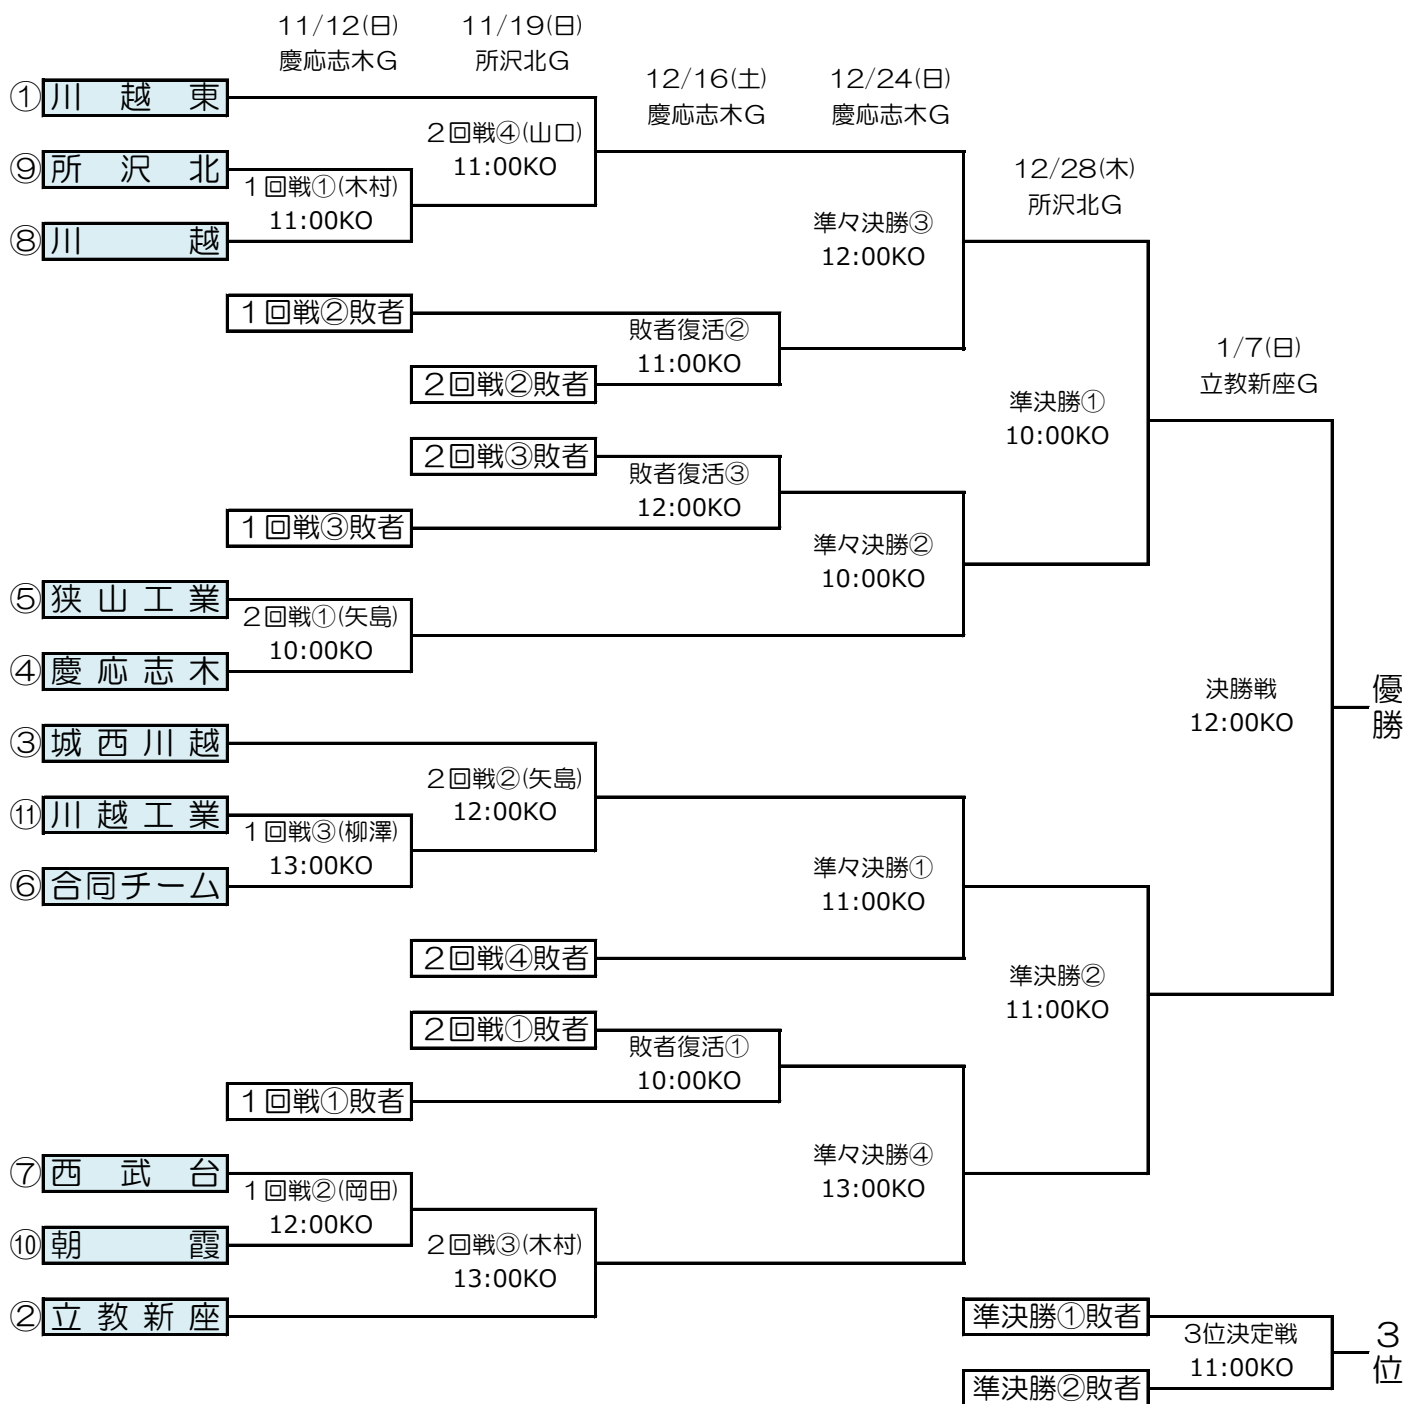 11/12(日)
慶応志木G
11/19(日)
所沢北G
12/16(土)
慶応志木G
12/24(日)
慶応志木G
12/28(木)
所沢北G
1/7(日)
立教新座G
①川越東
⑨所沢北
⑧川越
1回戦①(木村)
11:00KO
2回戦④(山口)
11:00KO
1回戦②敗者
2回戦②敗者
敗者復活②
11:00KO
準々決勝③
12:00KO
2回戦③敗者
1回戦③敗者
敗者復活③
12:00KO
⑤狭山工業
④慶応志木
2回戦①(矢島)
10:00KO
準々決勝②
10:00KO
準決勝①
10:00KO
③城西川越
⑪川越工業
⑥合同チーム
1回戦③(柳澤)
13:00KO
2回戦②(矢島)
12:00KO
2回戦④敗者
準々決勝①
11:00KO
2回戦①敗者
1回戦①敗者
敗者復活①
10:00KO
⑦西武台
⑩朝霞
②立教新座
1回戦②(岡田)
12:00KO
2回戦③(木村)
13:00KO
準々決勝④
13:00KO
準決勝②
11:00KO
決勝戦
12:00KO
優勝
準決勝①敗者
準決勝②敗者
3位決定戦
11:00KO
3位